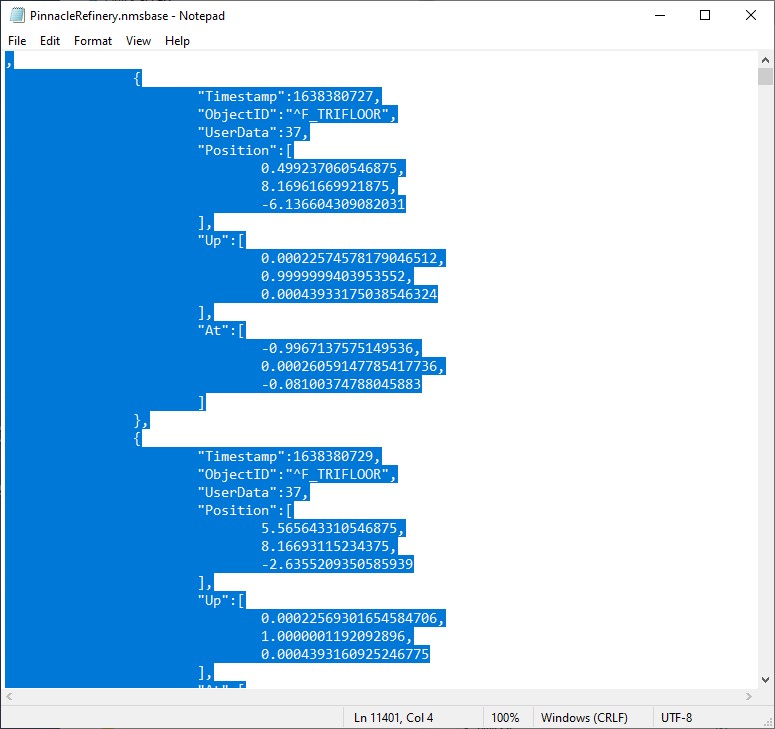 PinnacleRefinery.nmsbase - Notepad
File Edit Format View Help
,
{
"Timestamp":1638380727,
"ObjectID":"^F_TRIFLOOR",
"UserData":37,
"Position":[
0.499237060546875,
8.16961669921875,
-6.136604309082031
],
"Up":[
0.00022574578179046512,
0.9999999403953552,
0.00043933175038546324
],
"At":[
-0.9967137575149536,
0.00026059147785417736,
-0.08100374788045883
]
},
{
"Timestamp":1638380729,
"ObjectID":"^F_TRIFLOOR",
"UserData":37,
"Position":[
5.565643310546875,
8.16693115234375,
-2.6355209350585939
],
"Up":[
0.00022569301654584706,
1.0000001192092896,
0.0004393160925246775
],
"At":[
Ln 11401, Col 4 100% Windows (CRLF) UTF-8